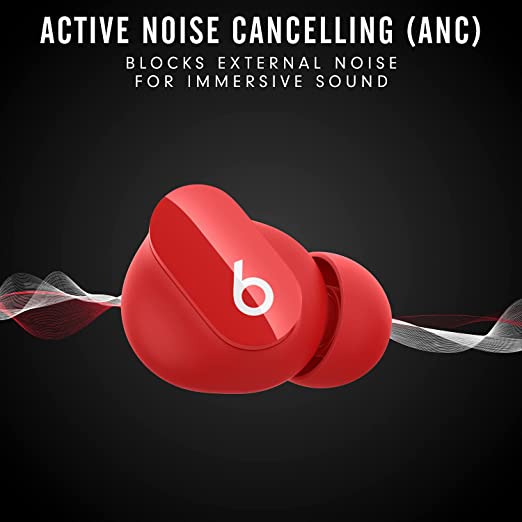 ACTIVE NOISE CANCELLING (ANC)
BLOCKS EXTERNAL NOISE
FOR IMMERSIVE SOUND
b